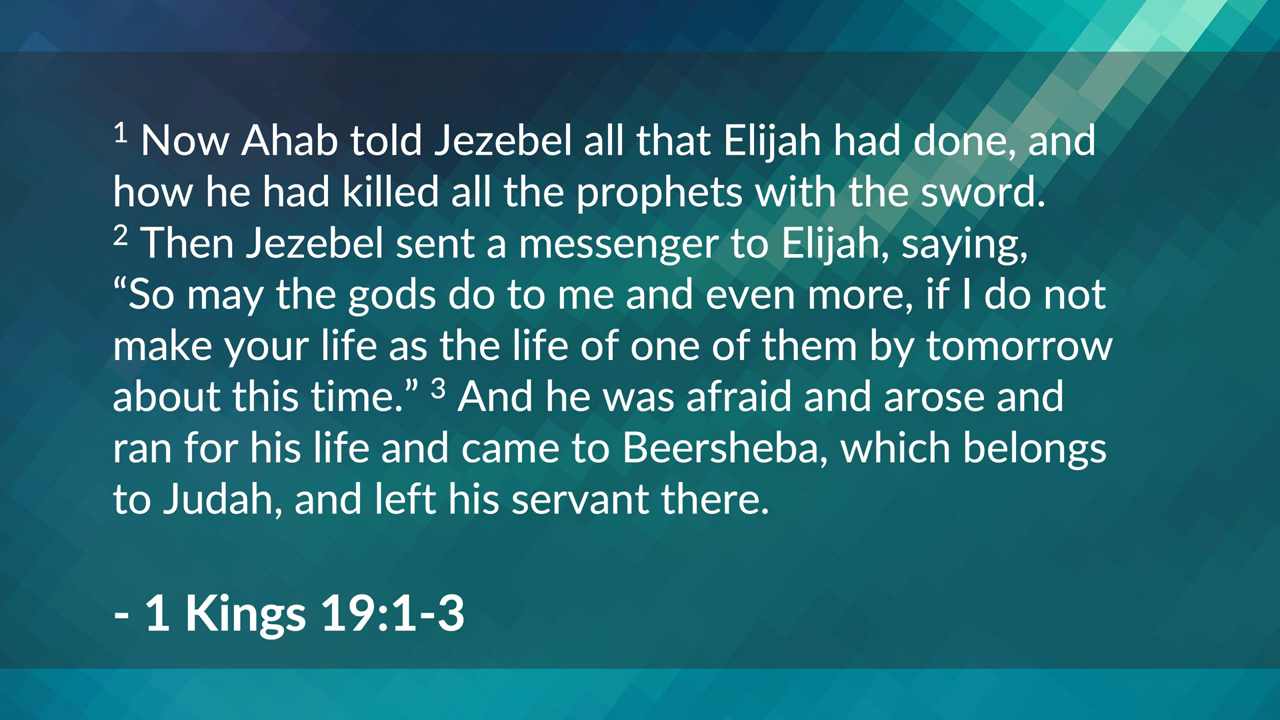 1 Now Ahab told Jezebel all that Elijah had done, and
how he had killed all the prophets with the sword.
2 Then Jezebel sent a messenger to Elijah, saying,
“So may the gods do to me and even more, if I do not
make your life as the life of one of them by tomorrow
about this time.” 3 And he was afraid and arose and
ran for his life and came to Beersheba, which belongs
to Judah, and left his servant there.
- 1 Kings 19:1-3